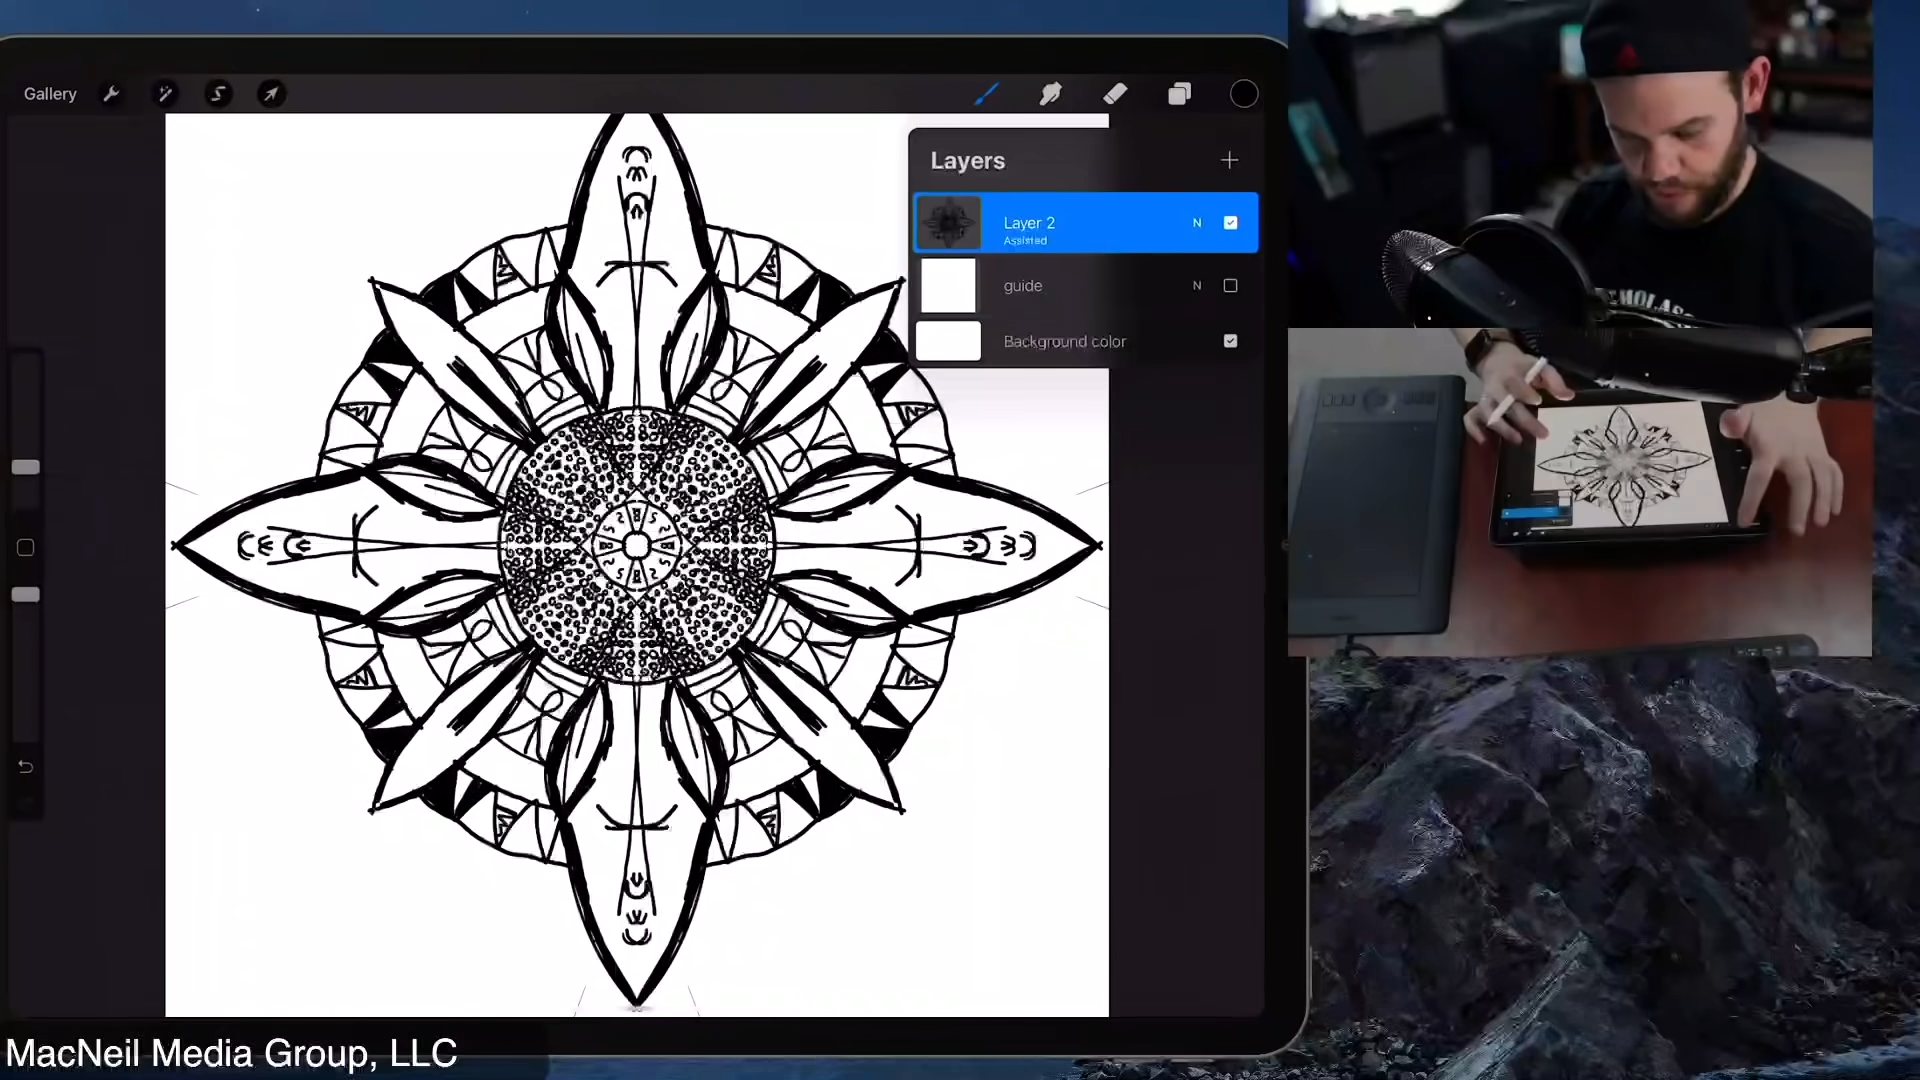 Gallery
Layers
Layer 2
N
Assisted
guide
N
Background color
MacNeil Media Group, LLC